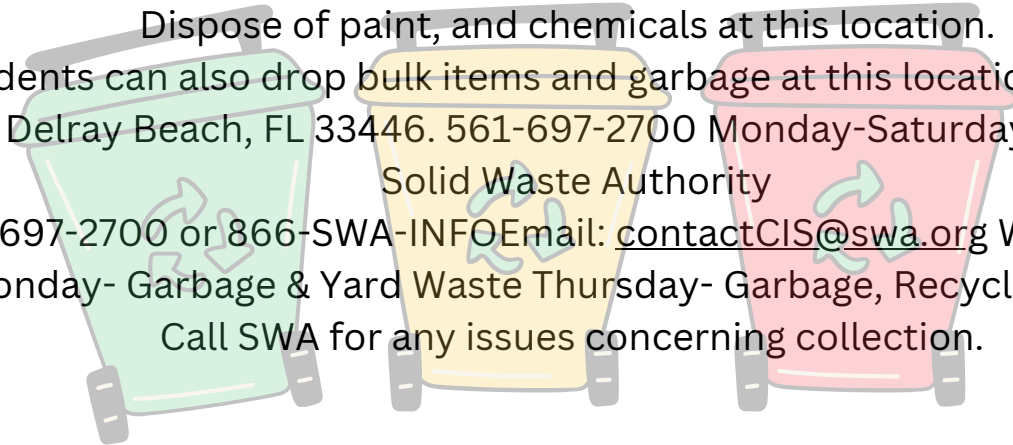 Dispose of paint, and chemicals at this location.
dents can also drop bulk items and garbage at this locatio
Delray Beach, FL 33446. 561-697-2700 Monday-Saturday
Solid Waste Authority
697-2700 or 866-SWA-INFOEmail: contactCIS@swa.org W
onday- Garbage & Yard Waste Thursday- Garbage, Recycl
Call SWA for any issues concerning collection.